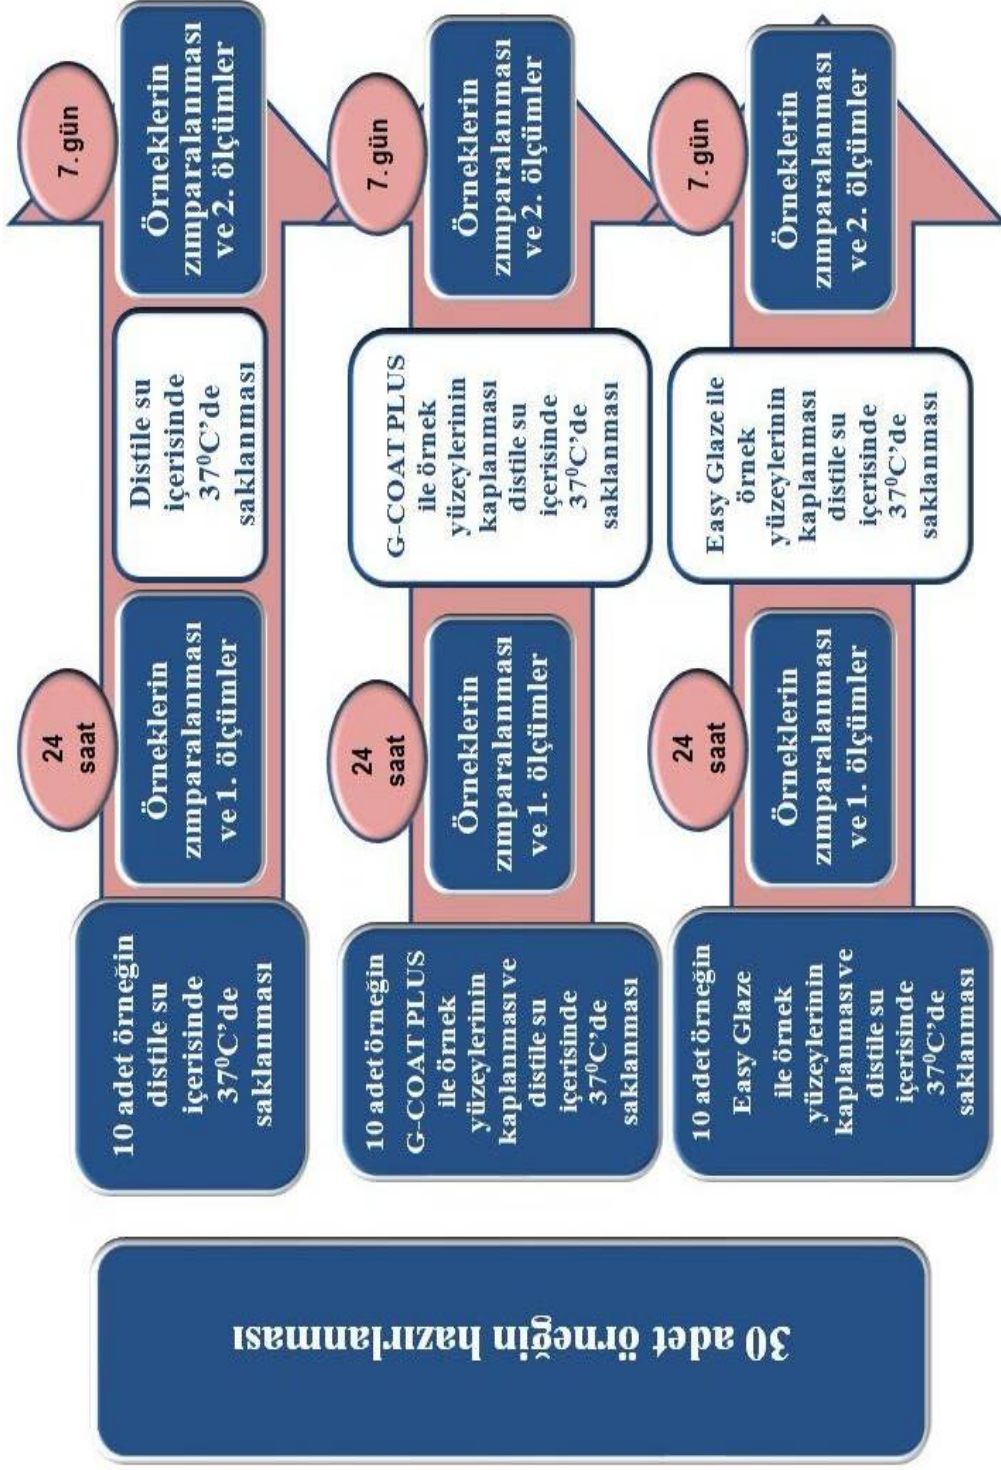 30 adet örneğin hazırlanması
10 adet örneğin
distile su
içerisinde
37⁰C’de
saklanması
24
saat
Örneklerin
zımparalanması
ve 1. ölçümler
Distile su
içerisinde
37⁰C’de
saklanması
7. gün
Örneklerin
zımparalanması
ve 2. ölçümler
10 adet örneğin
G-COAT PLUS
ile örnek
yüzeylerinin
kaplanması ve
distile su
içerisinde
37⁰C’de
saklanması
24
saat
Örneklerin
zımparalanması
ve 1. ölçümler
G-COAT PLUS
ile örnek
yüzeylerinin
kaplanması
distile su
içerisinde
37⁰C’de
saklanması
7. gün
Örneklerin
zımparalanması
ve 2. ölçümler
10 adet örneğin
Easy Glaze
ile örnek
yüzeylerinin
kaplanması ve
distile su
içerisinde
37⁰C’de
saklanması
24
saat
Örneklerin
zımparalanması
ve 1. ölçümler
Easy Glaze ile
örnek
yüzeylerinin
kaplanması
distile su
içerisinde
37⁰C’de
saklanması
7. gün
Örneklerin
zımparalanması
ve 2. ölçümler